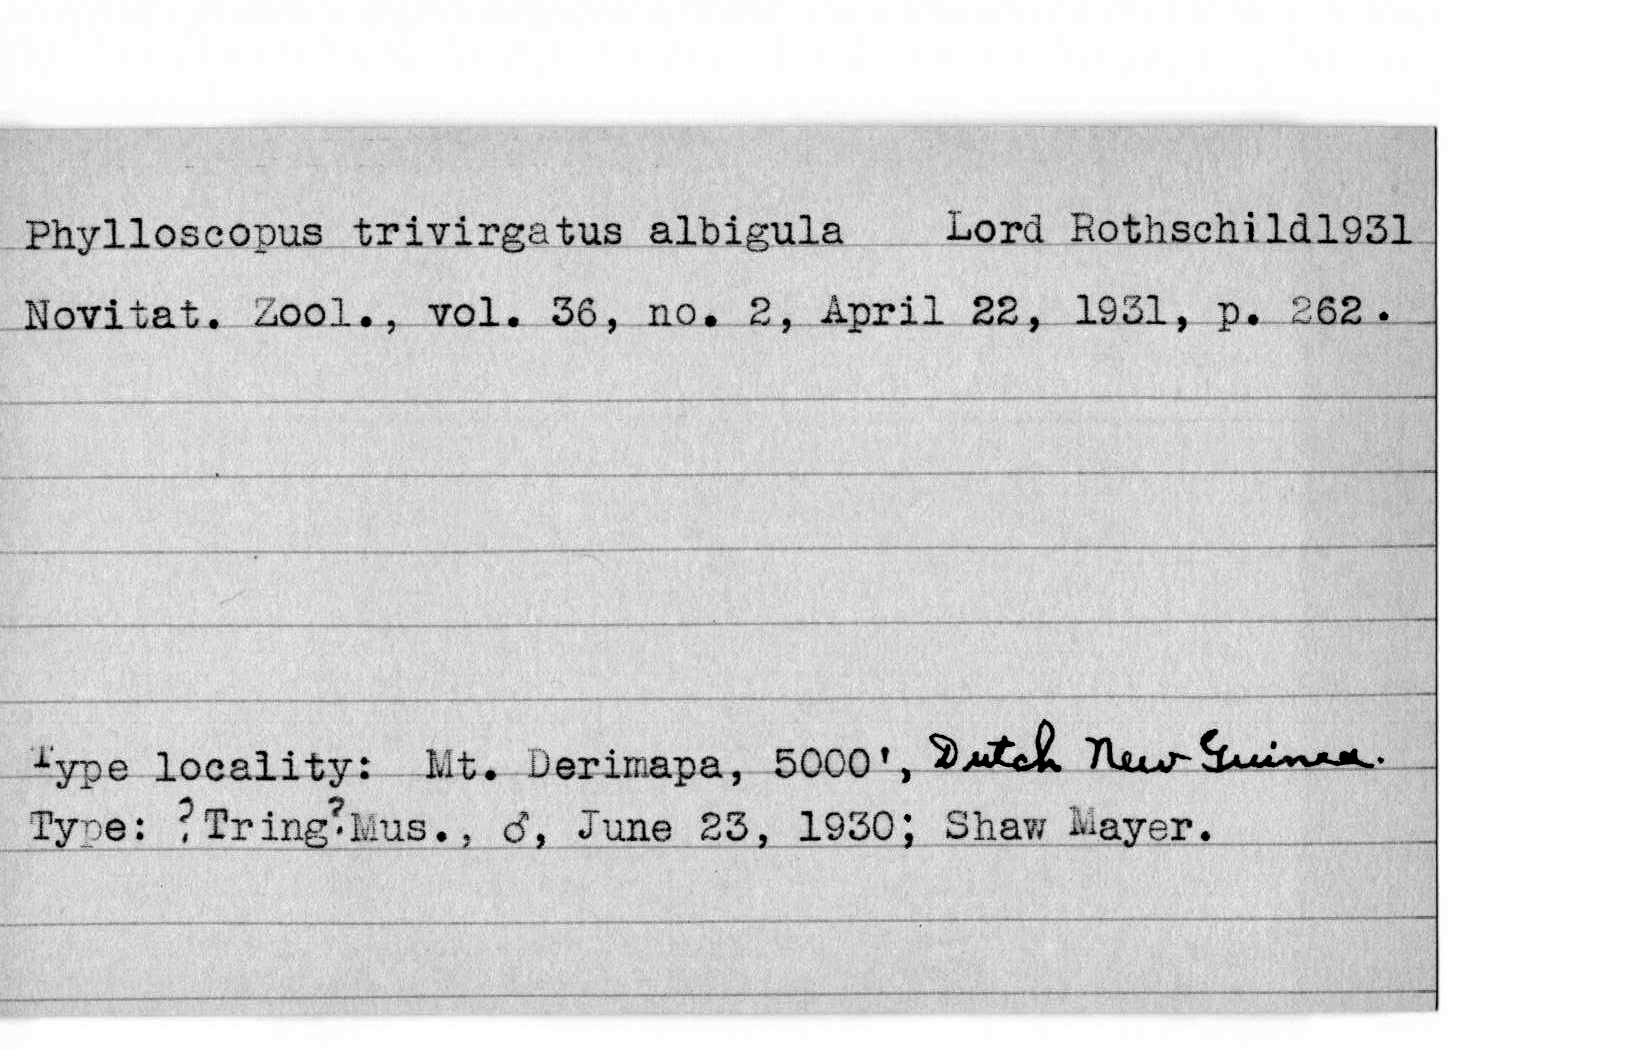 Phylloscopus trivirgatus albigula Lord Rothschild1931
Novitat. Zool., vol. 36, no. 2, April 22, 1931, p. 262.
Type locality: Mt. Derimapa, 5000', Dutch New Guinea.
Type: ?Tring?Mus., ♂, June 23, 1930; Shaw Mayer.